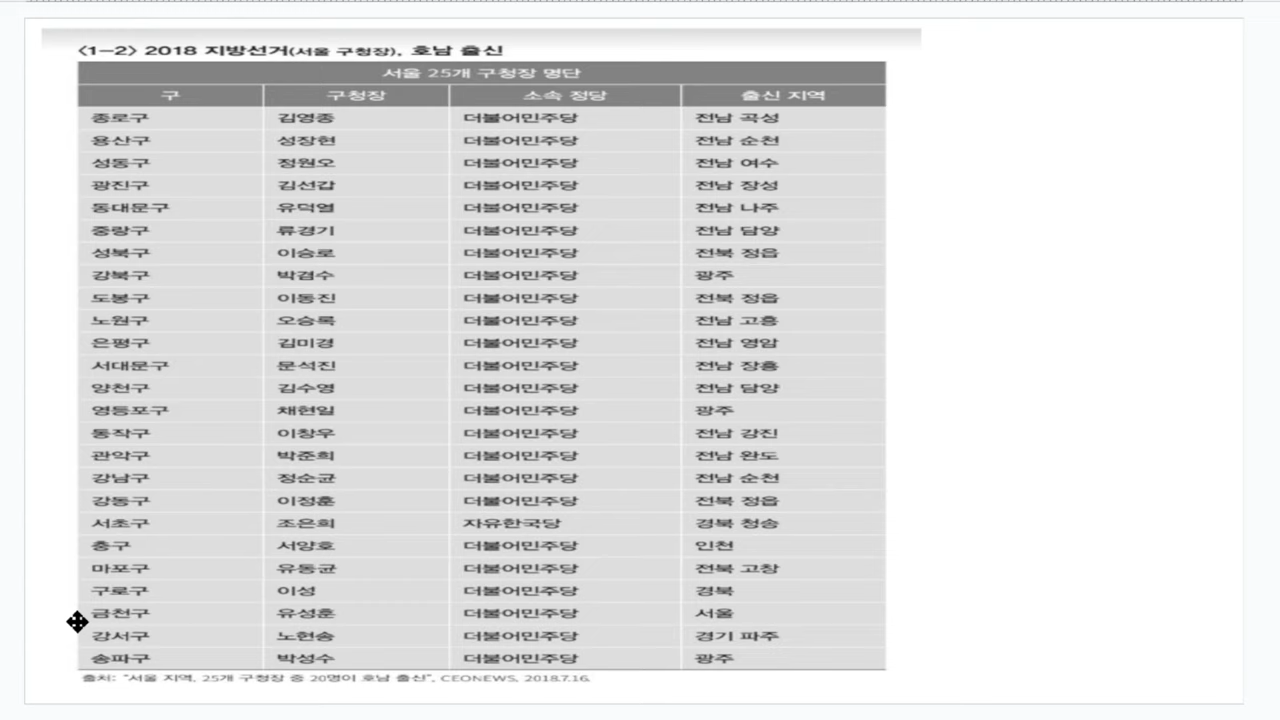 <1-2> 2018 지방선거(서울 구청장), 호남 출신
서울 25개 구청장 명단
구 구청장 소속 정당 출신 지역
종로구 김영종 더불어민주당 전남 곡성
용산구 성장현 더불어민주당 전남 순천
성동구 정원오 더불어민주당 전남 여수
광진구 김선갑 더불어민주당 전남 장성
동대문구 유덕열 더불어민주당 전남 나주
중랑구 류경기 더불어민주당 전남 담양
성북구 이승로 더불어민주당 전북 정읍
강북구 박겸수 더불어민주당 광주
도봉구 이동진 더불어민주당 전북 정읍
노원구 오승록 더불어민주당 전남 고흥
은평구 김미경 더불어민주당 전남 영암
서대문구 문석진 더불어민주당 전남 장흥
양천구 김수영 더불어민주당 전남 담양
영등포구 채현일 더불어민주당 광주
동작구 이창우 더불어민주당 전남 강진
관악구 박준희 더불어민주당 전남 완도
강남구 정순균 더불어민주당 전남 순천
강동구 이정훈 더불어민주당 전북 정읍
서초구 조은희 자유한국당 경북 청송
중구 서양호 더불어민주당 인천
마포구 유동균 더불어민주당 전북 고창
구로구 이성 더불어민주당 경북
금천구 유성훈 더불어민주당 서울
강서구 노현송 더불어민주당 경기 파주
송파구 박성수 더불어민주당 광주
출처: "서울 지역, 25개 구청장 중 20명이 호남 출신", CEONEWS, 2018.7.16.